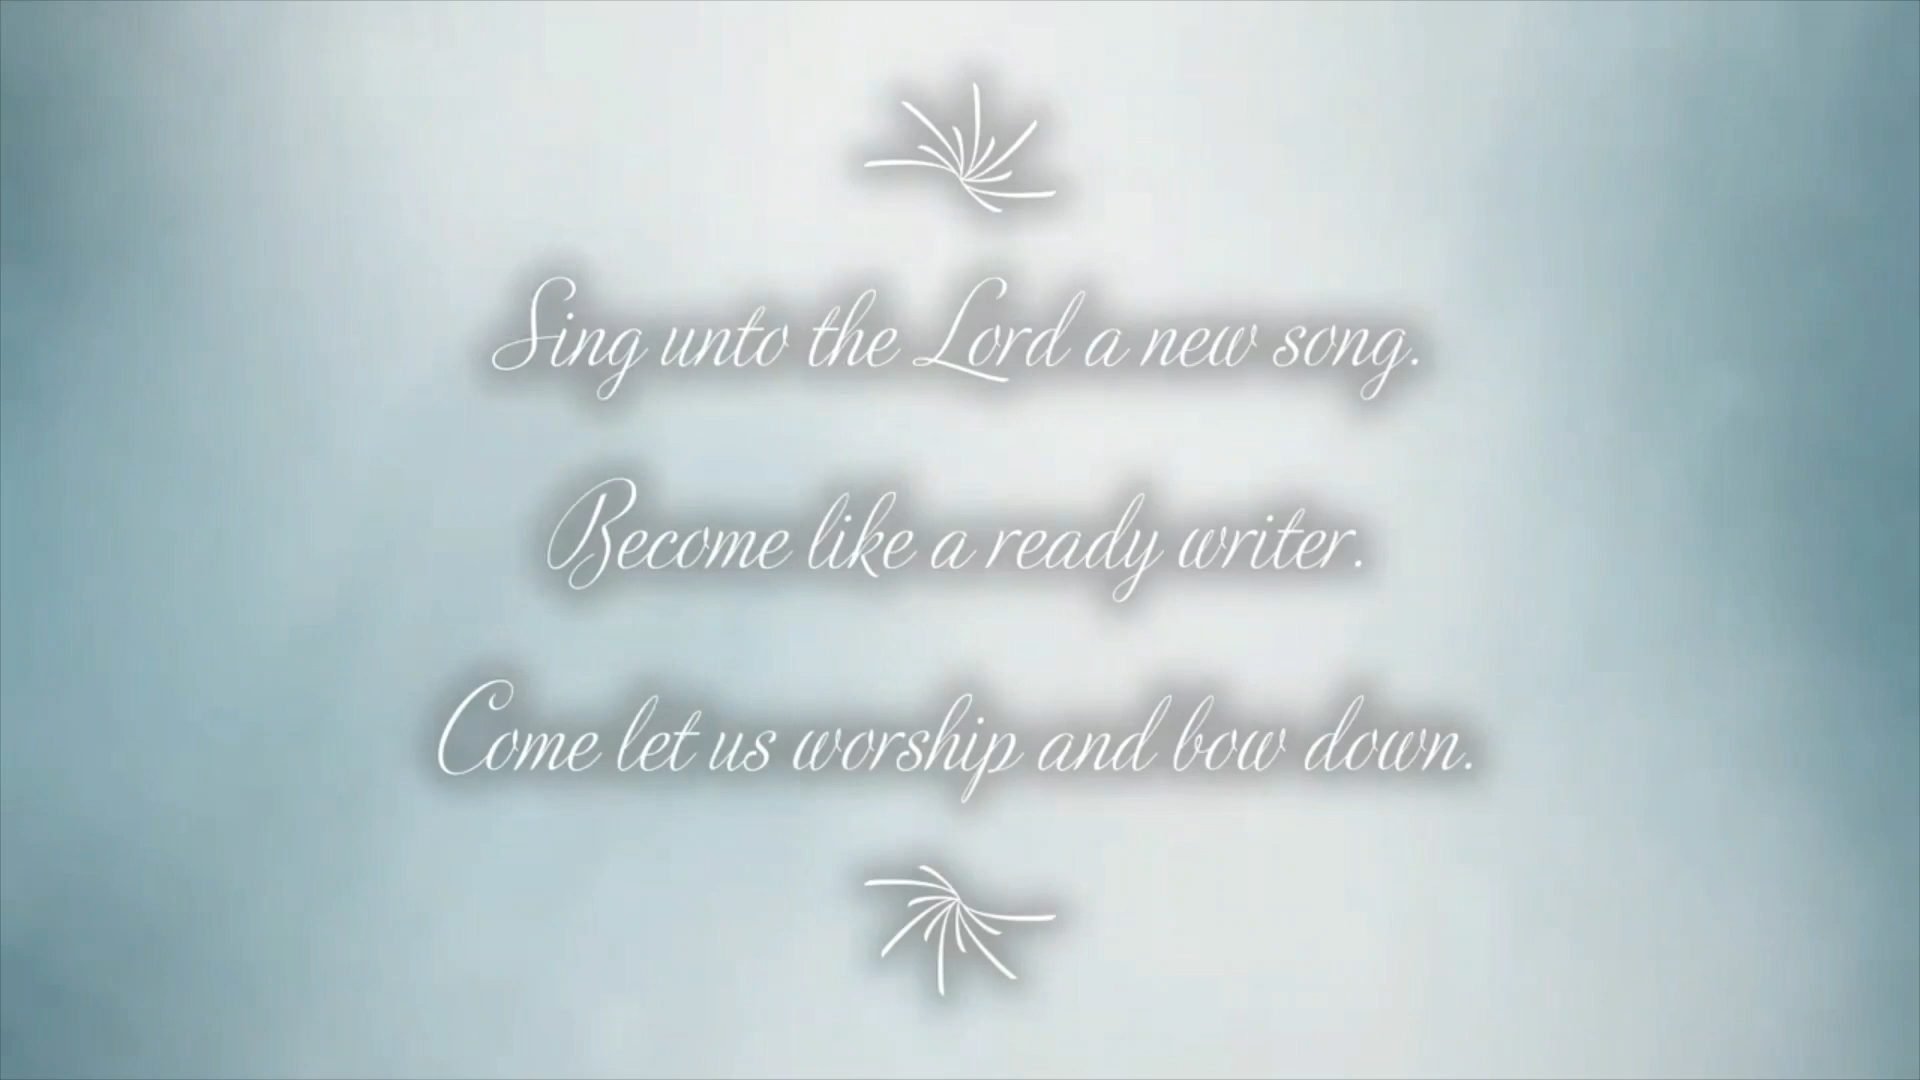 Sing unto the Lord a new song.
Become like a ready writer.
Come let us worship and bow down.